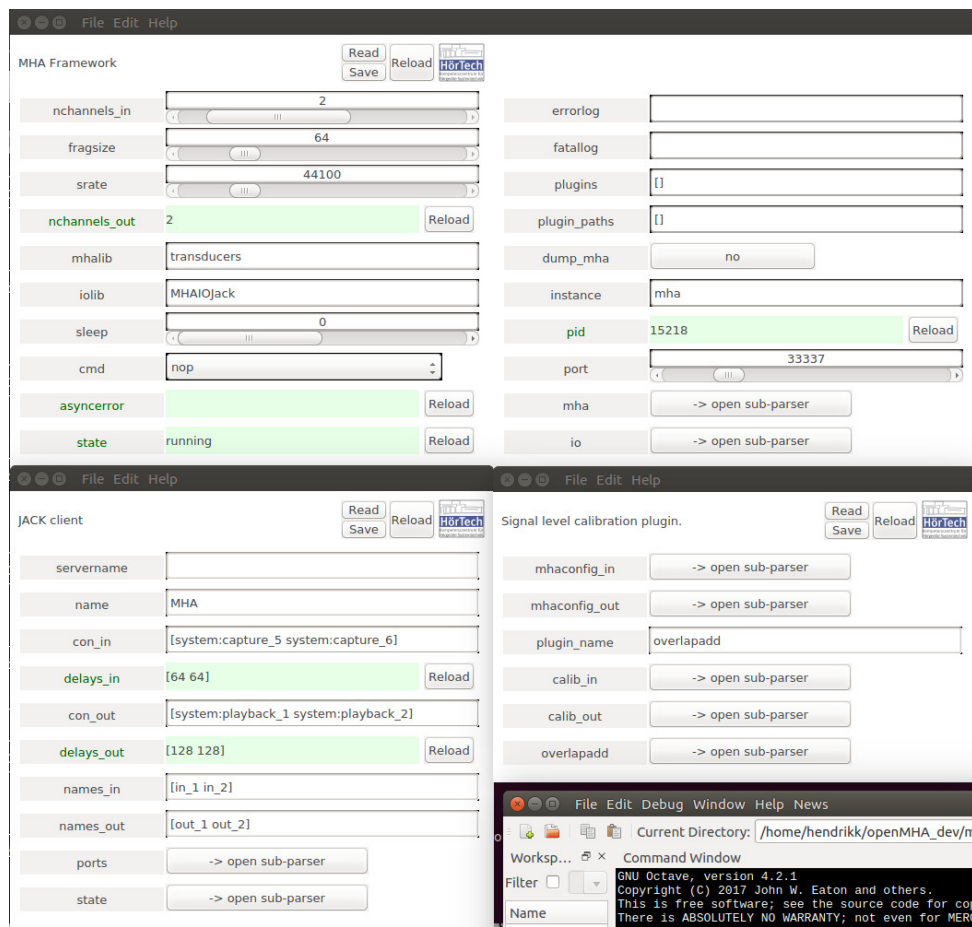 File Edit Help
MHA Framework
Read
Save
Reload
HörTech
nchannels_in
2
fragsize
64
srate
44100
nchannels_out
2
Reload
mhalib
transducers
iolib
MHAIOJack
sleep
0
cmd
nop
asyncerror
Reload
state
running
Reload
errorlog
fatallog
plugins
[]
plugin_paths
[]
dump_mha
no
instance
mha
pid
15218
Reload
port
33337
mha
-> open sub-parser
io
-> open sub-parser
File Edit Help
JACK client
Read
Save
Reload
HörTech
servername
name
MHA
con_in
[system:capture_5 system:capture_6]
delays_in
[64 64]
Reload
con_out
[system:playback_1 system:playback_2]
delays_out
[128 128]
Reload
names_in
[in_1 in_2]
names_out
[out_1 out_2]
ports
-> open sub-parser
state
-> open sub-parser
File Edit Help
Signal level calibration plugin.
Read
Save
Reload
HörTech
mhaconfig_in
-> open sub-parser
mhaconfig_out
-> open sub-parser
plugin_name
overlapadd
calib_in
-> open sub-parser
calib_out
-> open sub-parser
overlapadd
-> open sub-parser
File Edit Debug Window Help News
Current Directory: /home/hendrikk/openMHA_dev/m
Worksp...
Command Window
Filter
Name
GNU Octave, version 4.2.1
Copyright (C) 2017 John W. Eaton and others.
This is free software; see the source code for cop
There is ABSOLUTELY NO WARRANTY; not even for MER